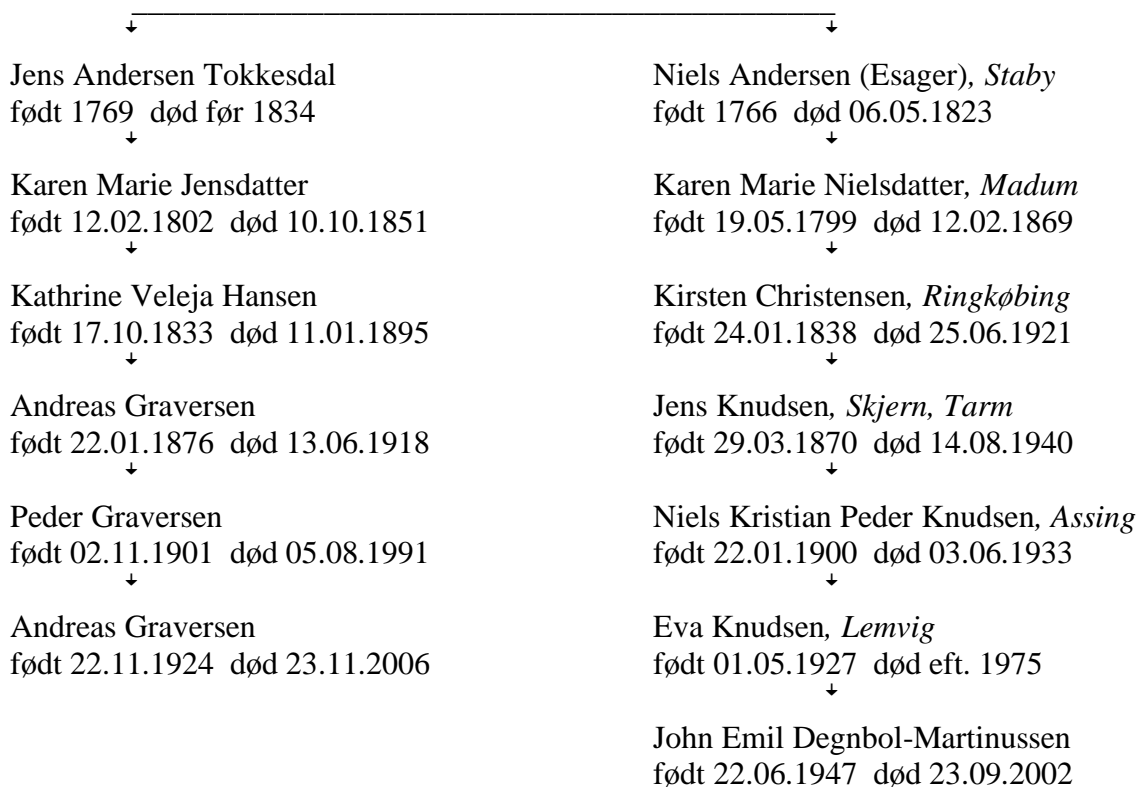 Jens Andersen Tokkesdal
født 1769 død før 1834
Karen Marie Jensdatter
født 12.02.1802 død 10.10.1851
Kathrine Veleja Hansen
født 17.10.1833 død 11.01.1895
Andreas Graversen
født 22.01.1876 død 13.06.1918
Peder Graversen
født 02.11.1901 død 05.08.1991
Andreas Graversen
født 22.11.1924 død 23.11.2006
Niels Andersen (Esager), Staby
født 1766 død 06.05.1823
Karen Marie Nielsdatter, Madum
født 19.05.1799 død 12.02.1869
Kirsten Christensen, Ringkøbing
født 24.01.1838 død 25.06.1921
Jens Knudsen, Skjern, Tarm
født 29.03.1870 død 14.08.1940
Niels Kristian Peder Knudsen, Assing
født 22.01.1900 død 03.06.1933
Eva Knudsen, Lemvig
født 01.05.1927 død eft. 1975
John Emil Degnbol-Martinussen
født 22.06.1947 død 23.09.2002